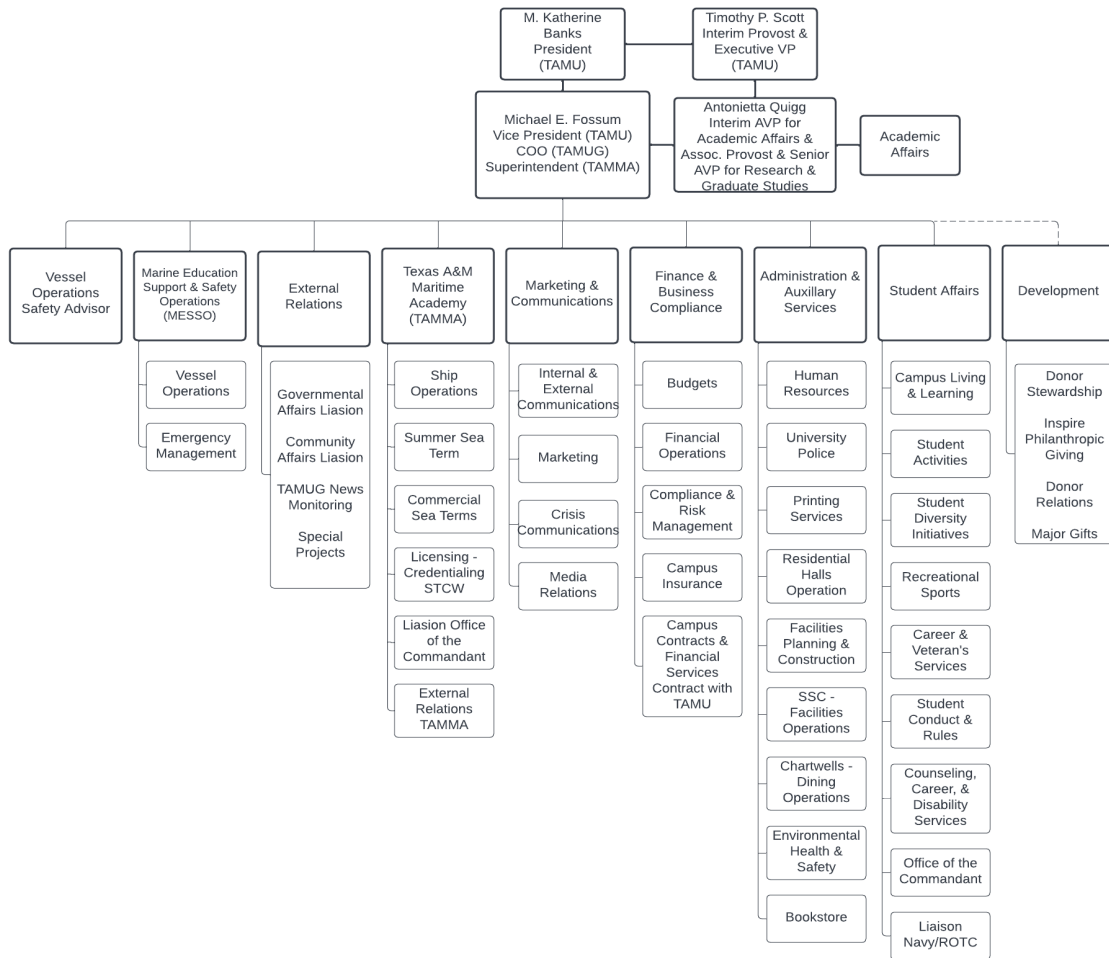 M. Katherine
Banks
President
(TAMU)
Timothy P. Scott
Interim Provost &
Executive VP
(TAMU)
Michael E. Fossum
Vice President (TAMU)
COO (TAMUG)
Superintendent (TAMMA)
Antonietta Quigg
Interim AVP for
Academic Affairs &
Assoc. Provost & Senior
AVP for Research &
Graduate Studies
Academic
Affairs
Vessel
Operations
Safety Advisor
Marine Education
Support & Safety
Operations
(MESSO)
Vessel
Operations
Emergency
Management
External
Relations
Governmental
Affairs Liasion
Community
Affairs Liasion
TAMUG News
Monitoring
Special
Projects
Texas A&M
Maritime
Academy
(TAMMA)
Ship
Operations
Summer Sea
Term
Commercial
Sea Terms
Licensing -
Credentialing
STCW
Liasion Office
of the
Commandant
External
Relations
TAMMA
Marketing &
Communications
Internal &
External
Communications
Marketing
Crisis
Communications
Media
Relations
Finance &
Business
Compliance
Budgets
Financial
Operations
Compliance &
Risk
Management
Campus
Insurance
Campus
Contracts &
Financial
Services
Contract with
TAMU
Administration &
Auxillary
Services
Human
Resources
University
Police
Printing
Services
Residential
Halls
Operation
Facilities
Planning &
Construction
SSC -
Facilities
Operations
Chartwells -
Dining
Operations
Environmental
Health &
Safety
Bookstore
Student Affairs
Campus Living
& Learning
Student
Activities
Student
Diversity
Initiatives
Recreational
Sports
Career &
Veteran's
Services
Student
Conduct &
Rules
Counseling,
Career, &
Disability
Services
Office of the
Commandant
Liaison
Navy/ROTC
Development
Donor
Stewardship
Inspire
Philanthropic
Giving
Donor
Relations
Major Gifts